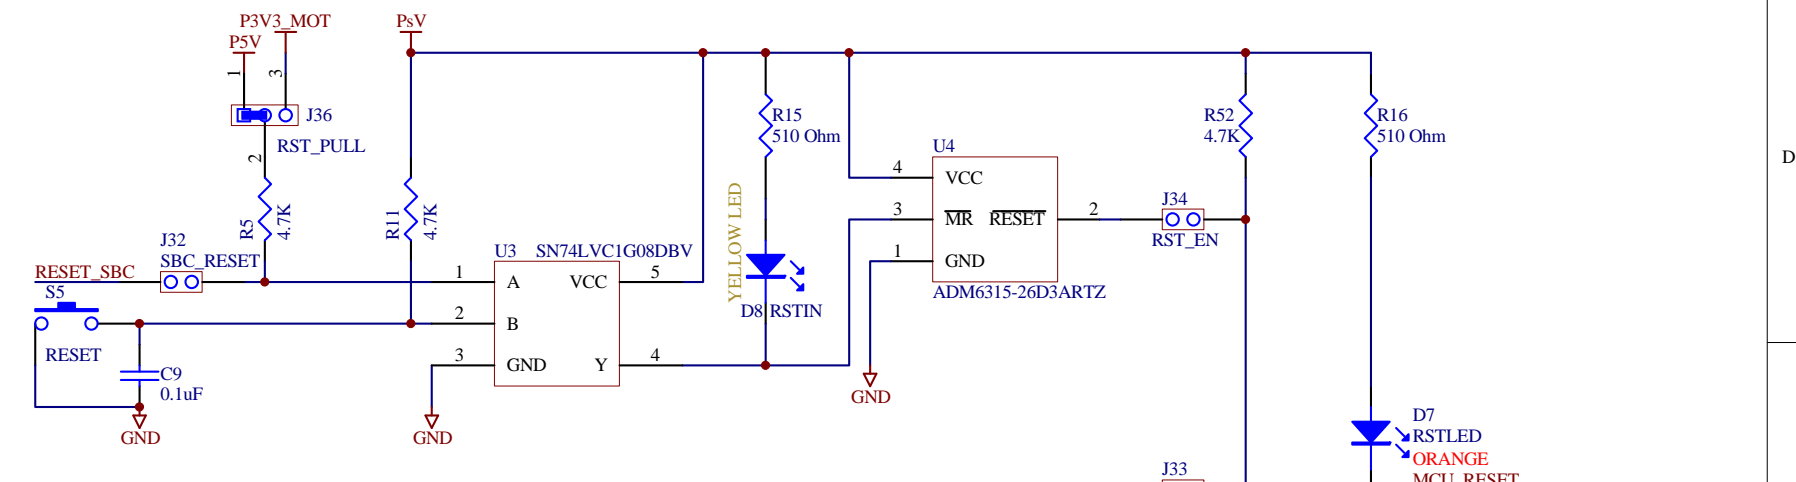 P3V3_MOT
P5V
PsV
1
3
J36
RST_PULL
2
R5
4.7K
R11
4.7K
R15
510 Ohm
R52
4.7K
R16
510 Ohm
D
U4
4
VCC
3
MR
RESET
2
1
GND
ADM6315-26D3ARTZ
J34
RST_EN
J32
SBC_RESET
RESET_SBC
S5
RESET
C9
0.1uF
GND
U3
SN74LVC1G08DBV
1
A
VCC
5
2
B
3
GND
Y
4
GND
YELLOW LED
D8
RSTIN
GND
D7
RSTLED
ORANGE
MCU_RESET
J33